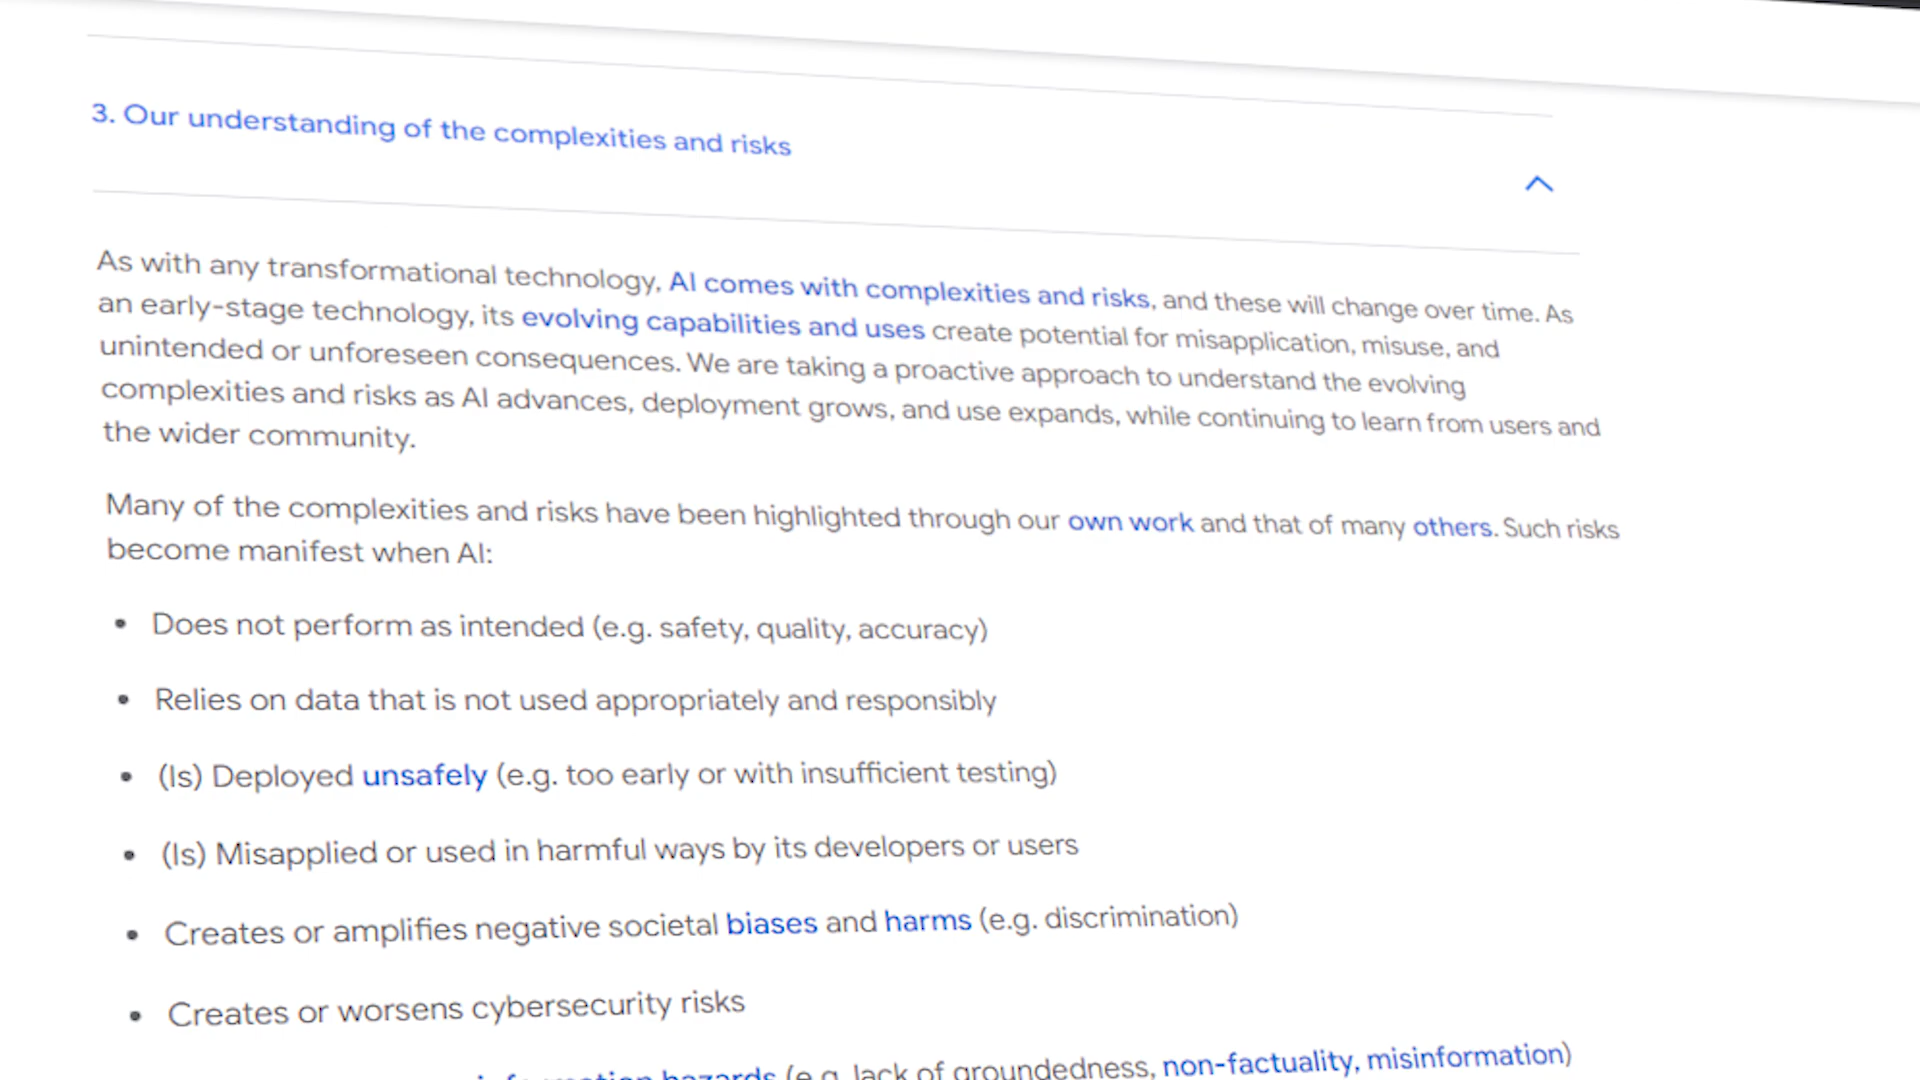 3. Our understanding of the complexities and risks
As with any transformational technology, AI comes with complexities and risks, and these will change over time. As
an early-stage technology, its evolving capabilities and uses create potential for misapplication, misuse, and
unintended or unforeseen consequences. We are taking a proactive approach to understand the evolving
complexities and risks as AI advances, deployment grows, and use expands, while continuing to learn from users and
the wider community.
Many of the complexities and risks have been highlighted through our own work and that of many others. Such risks
become manifest when AI:
• Does not perform as intended (e.g. safety, quality, accuracy)
• Relies on data that is not used appropriately and responsibly
• (Is) Deployed unsafely (e.g. too early or with insufficient testing)
• (Is) Misapplied or used in harmful ways by its developers or users
• Creates or amplifies negative societal biases and harms (e.g. discrimination)
• Creates or worsens cybersecurity risks
information hazards (e.g. lack of groundedness, non-factuality, misinformation)